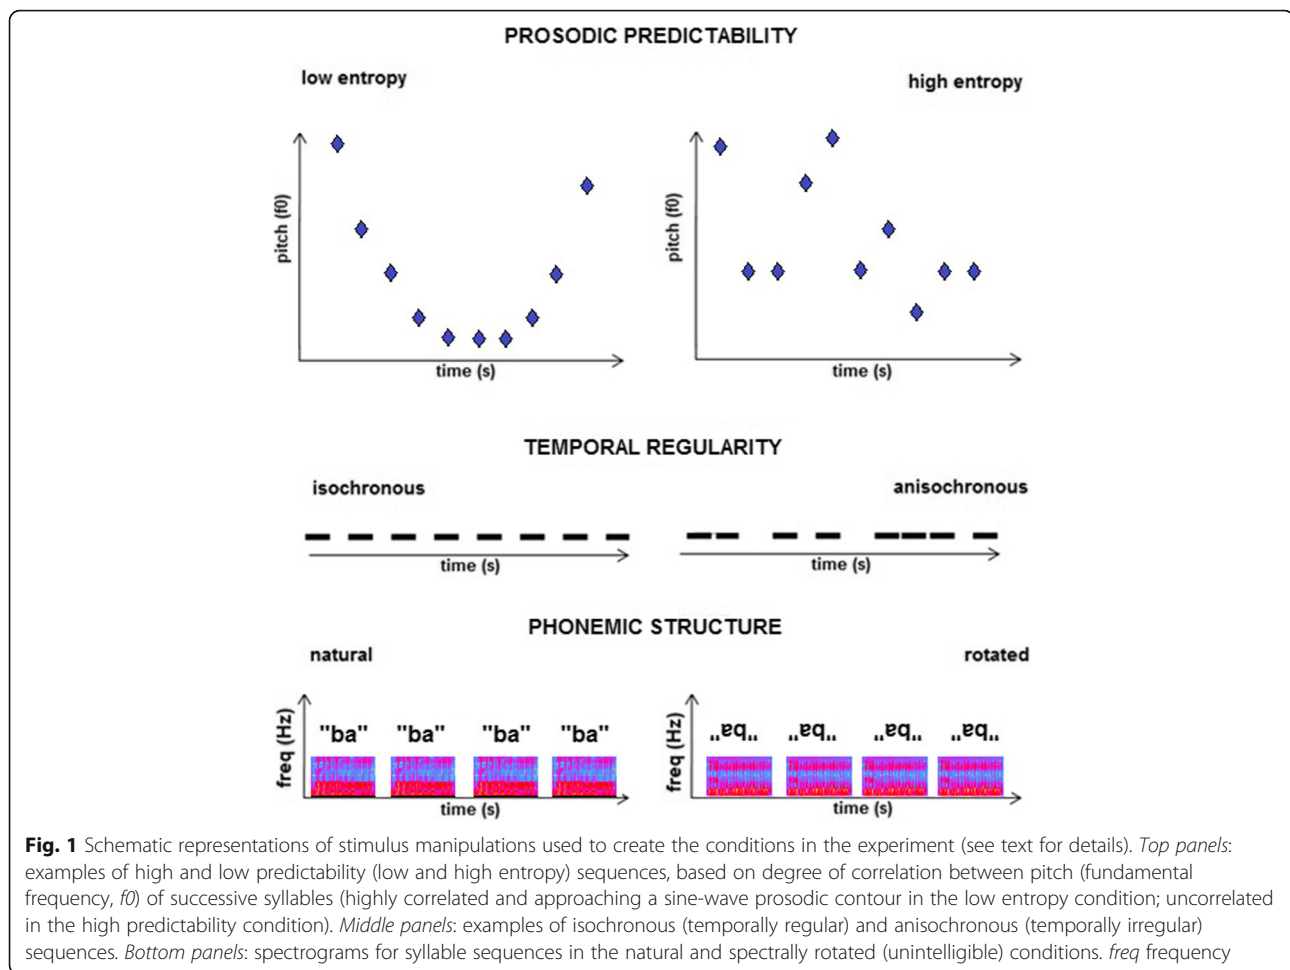 PROSODIC PREDICTABILITY
low entropy
high entropy
pitch (f0)
time (s)
pitch (f0)
time (s)
TEMPORAL REGULARITY
isochronous
anisochronous
time (s)
time (s)
PHONEMIC STRUCTURE
natural
rotated
freq (Hz)
"ba" "ba" "ba" "ba"
time (s)
freq (Hz)
"ba" "ba" "ba" "ba"
time (s)
Fig. 1 Schematic representations of stimulus manipulations used to create the conditions in the experiment (see text for details). Top panels:
examples of high and low predictability (low and high entropy) sequences, based on degree of correlation between pitch (fundamental
frequency, f0) of successive syllables (highly correlated and approaching a sine-wave prosodic contour in the low entropy condition; uncorrelated
in the high predictability condition). Middle panels: examples of isochronous (temporally regular) and anisochronous (temporally irregular)
sequences. Bottom panels: spectrograms for syllable sequences in the natural and spectrally rotated (unintelligible) conditions. freq frequency